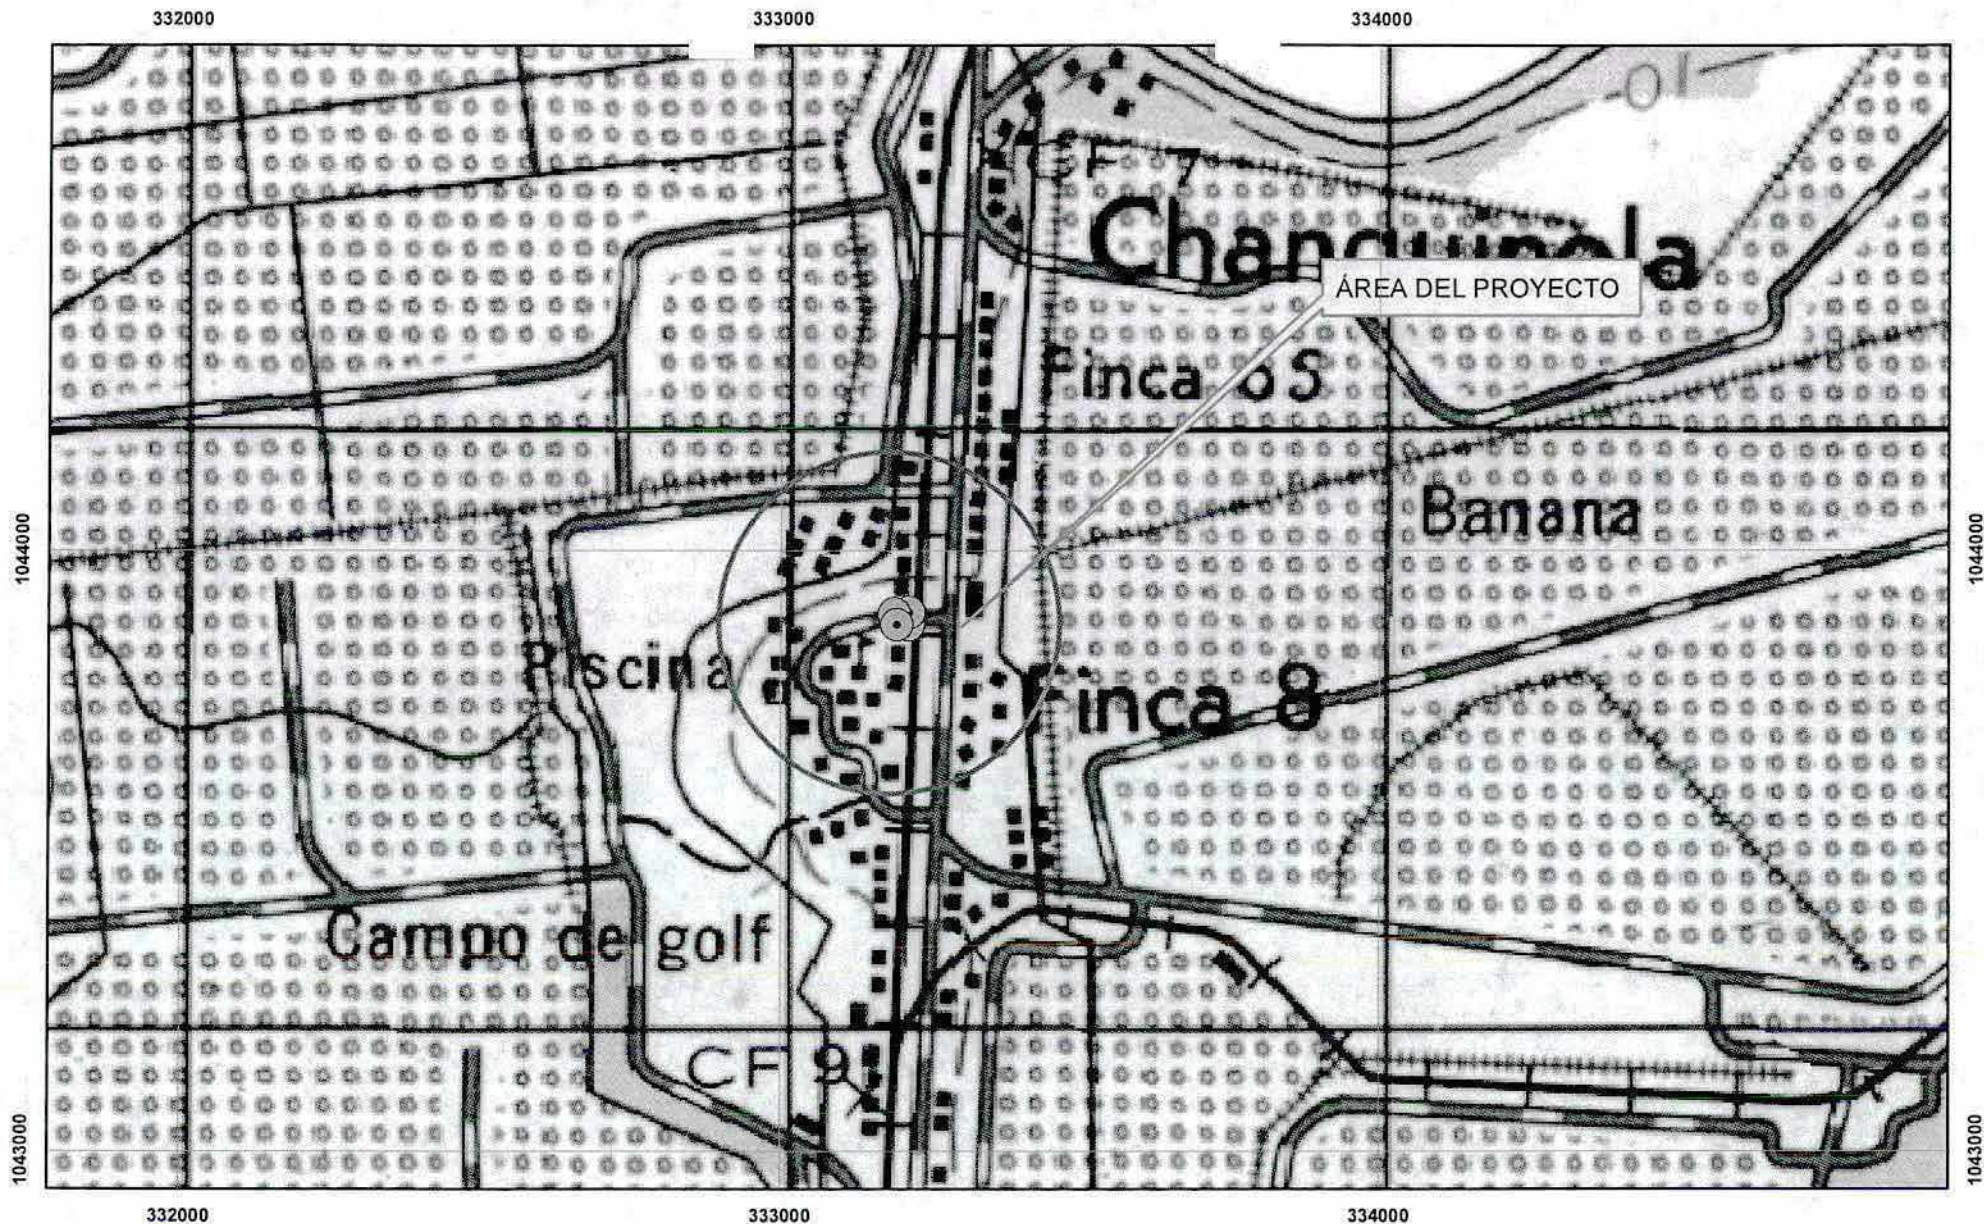 332000
333000
334000
CF 7
Changuinola
ÁREA DEL PROYECTO
Finca 65
Banana
1044000
1044000
Piscina
Finca 8
Campo de golf
CF 9
1043000
1043000
332000
333000
334000